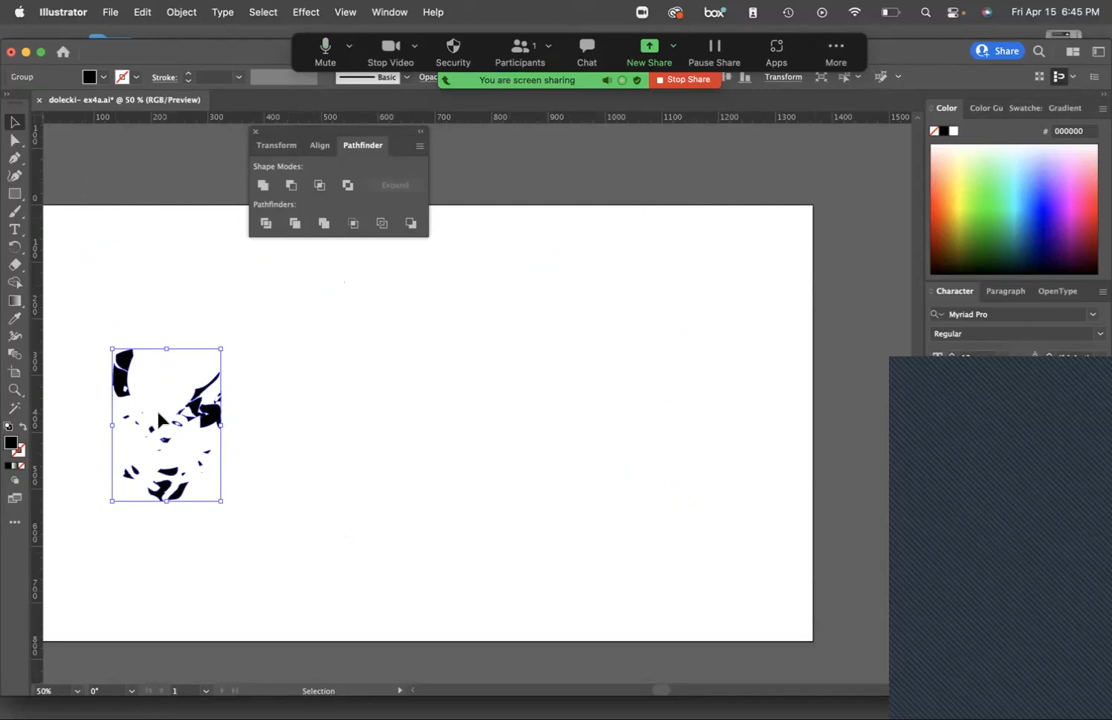 Illustrator File Edit Object Type Select Effect View Window Help
box
Fri Apr 15 6:45 PM
Mute
Stop Video
Security
1
Participants
Chat
New Share
Pause Share
Apps
More
You are screen sharing
Stop Share
Share
Group
Stroke:
Basic
Transform
dolecki- ex4a.ai* @ 50 % (RGB/Preview)
100 200 300 500 600 700 800 900 1000 1100 1200 1300 1500
Transform Align Pathfinder
Shape Modes:
Expand
Pathfinders:
Color Color Gu Swatche: Gradient
# 000000
Character Paragraph OpenType
Myriad Pro
Regular
50% 0° 1 Selection